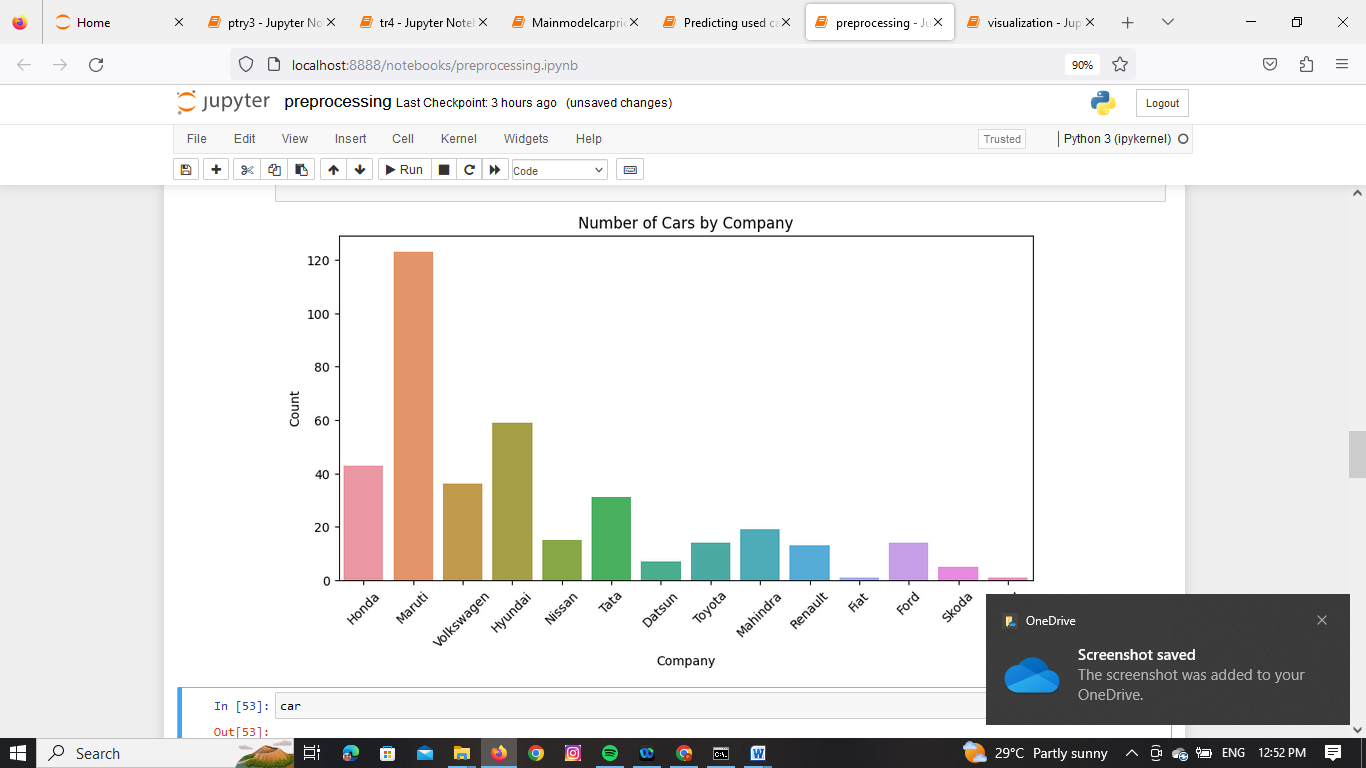 Home
ptry3 - Jupyter No
tr4 - Jupyter Note
Mainmodelcarpric
Predicting used ca
preprocessing - Ju
visualization - Jup
localhost:8888/notebooks/preprocessing.ipynb
90%
jupyter preprocessing Last Checkpoint: 3 hours ago (unsaved changes)
Logout
File Edit View Insert Cell Kernel Widgets Help
Trusted
Python 3 (ipykernel)
Run
Code
Number of Cars by Company
120
100
80
60
40
20
0
Count
Honda
Maruti
Volkswagen
Hyundai
Nissan
Tata
Datsun
Toyota
Mahindra
Renault
Fiat
Ford
Skoda
Company
OneDrive
Screenshot saved
The screenshot was added to your
OneDrive.
In [53]: car
Out[53]:
Search
29°C Partly sunny
ENG
12:52 PM